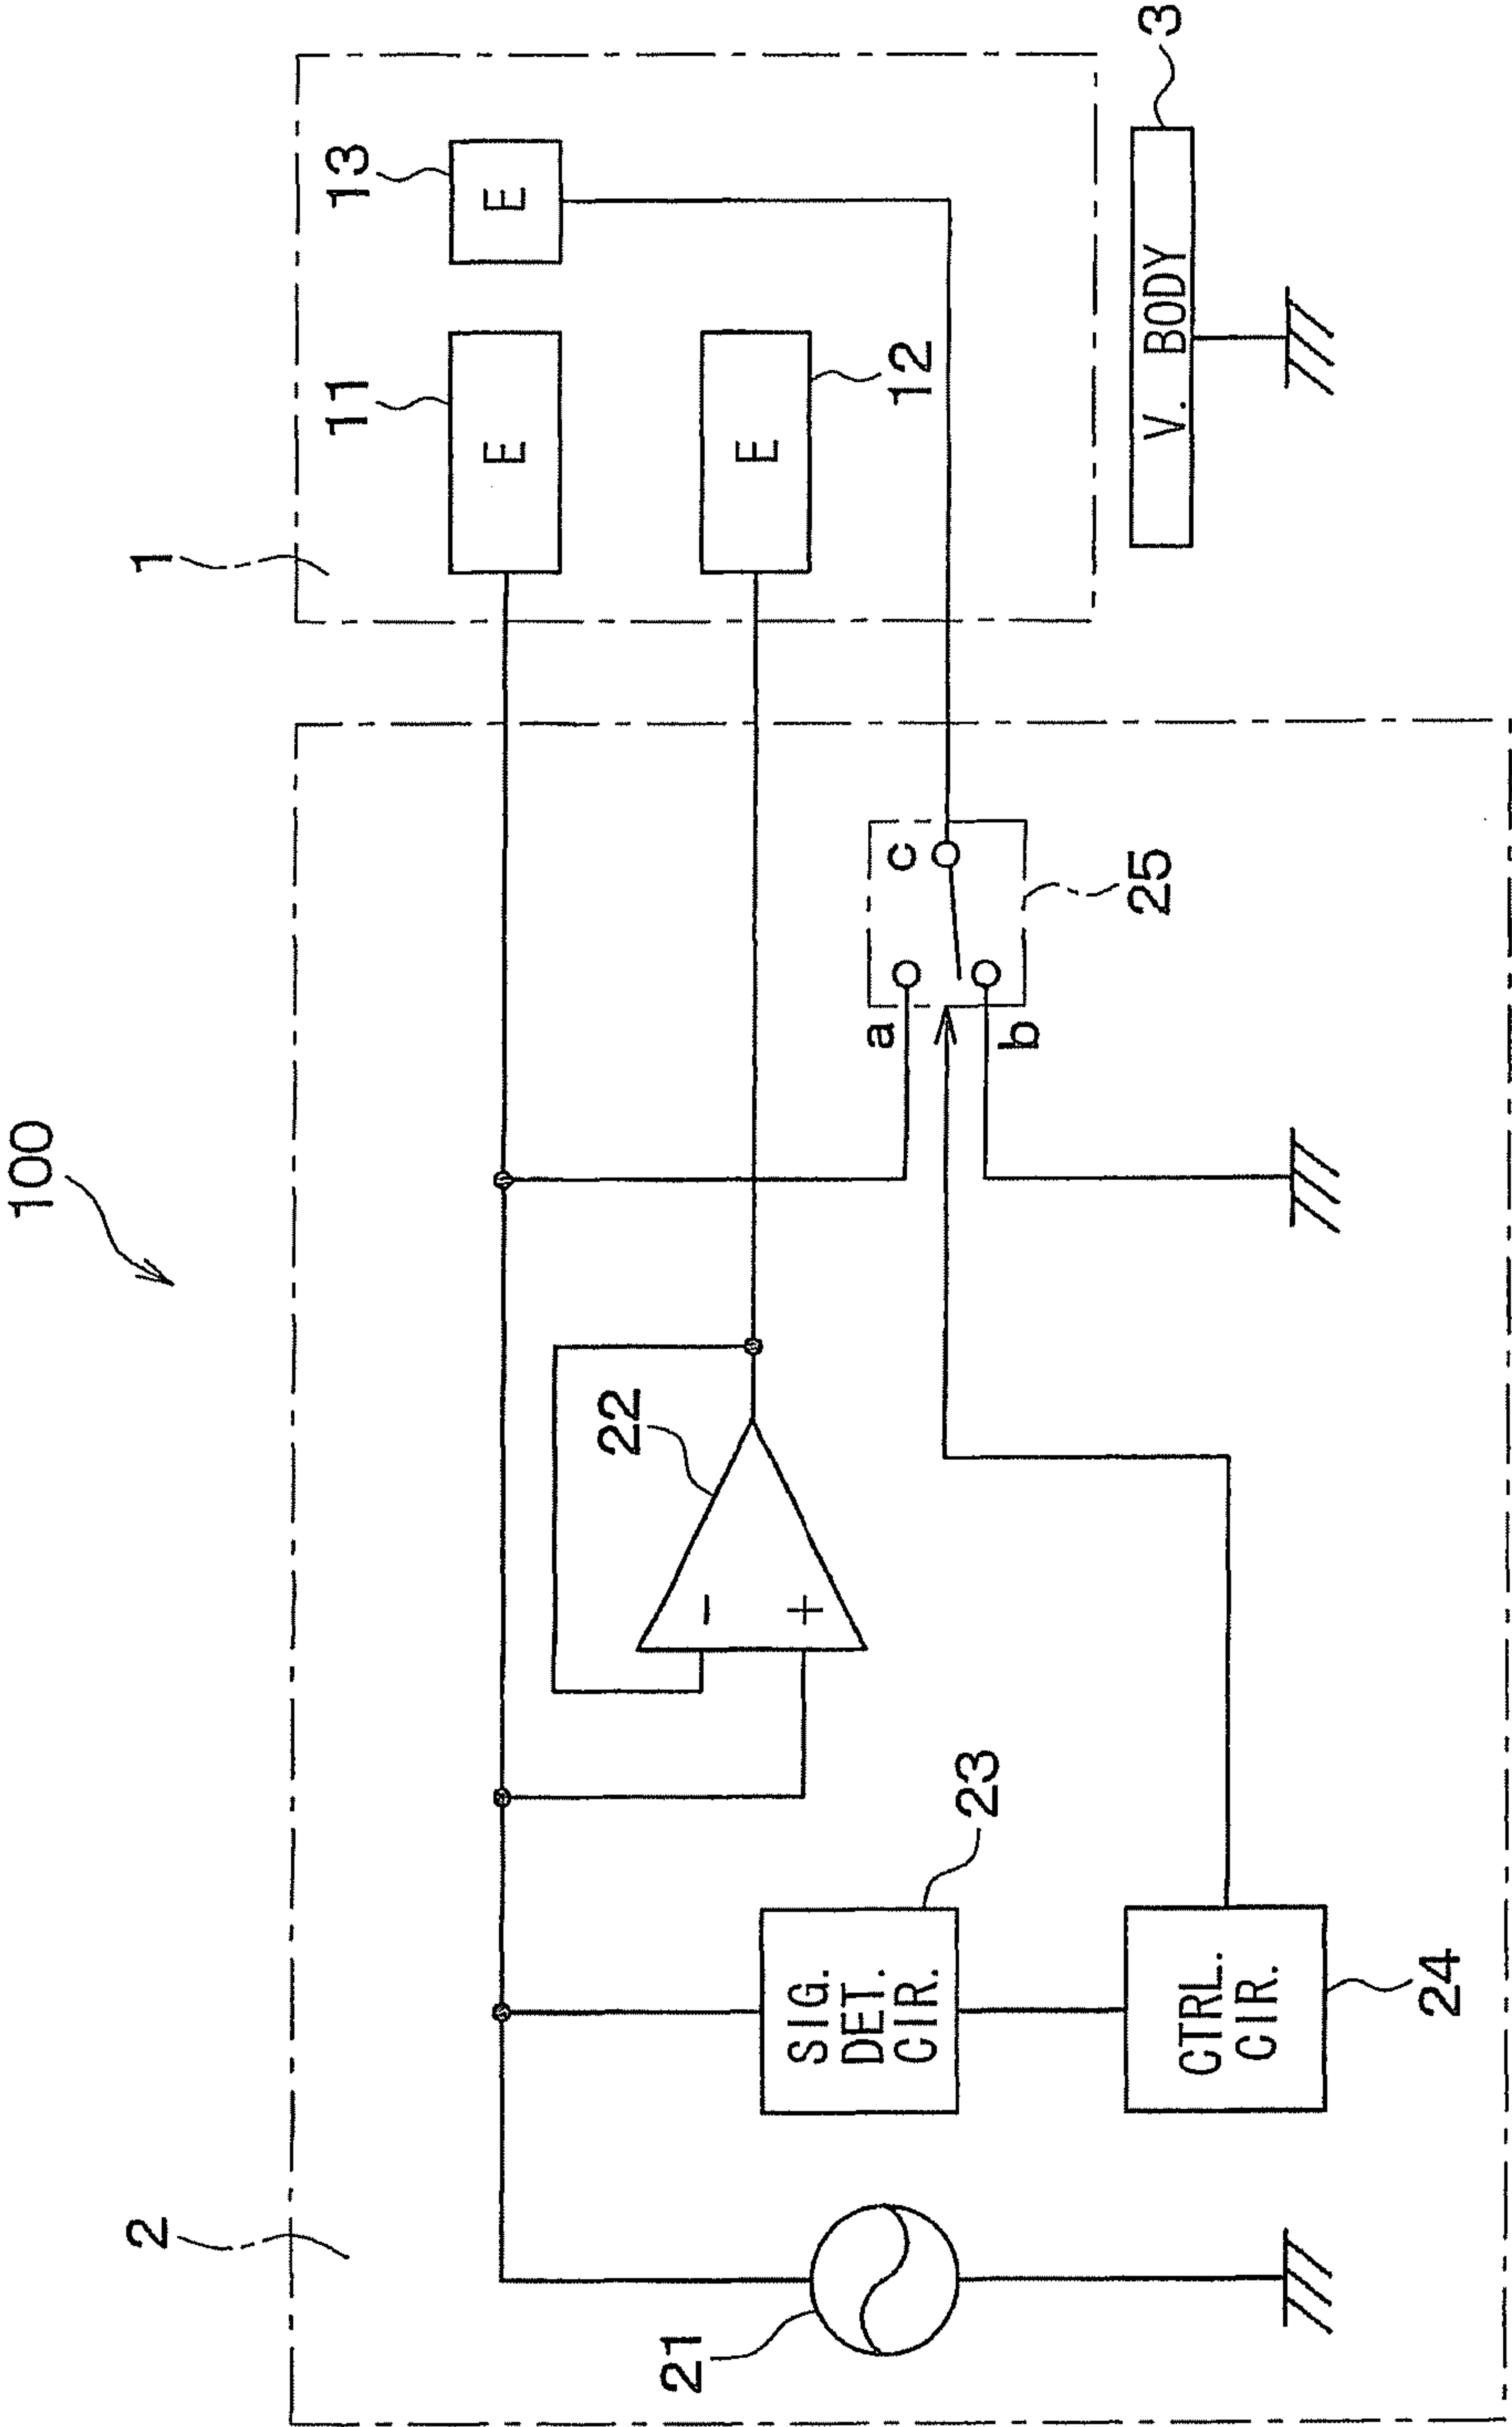 100
2
1
11
13
E
E
E
12
22
-
+
a
c
b
25
23
SIG.
DET.
CIR.
CTRL.
CIR.
24
21
V. BODY
3